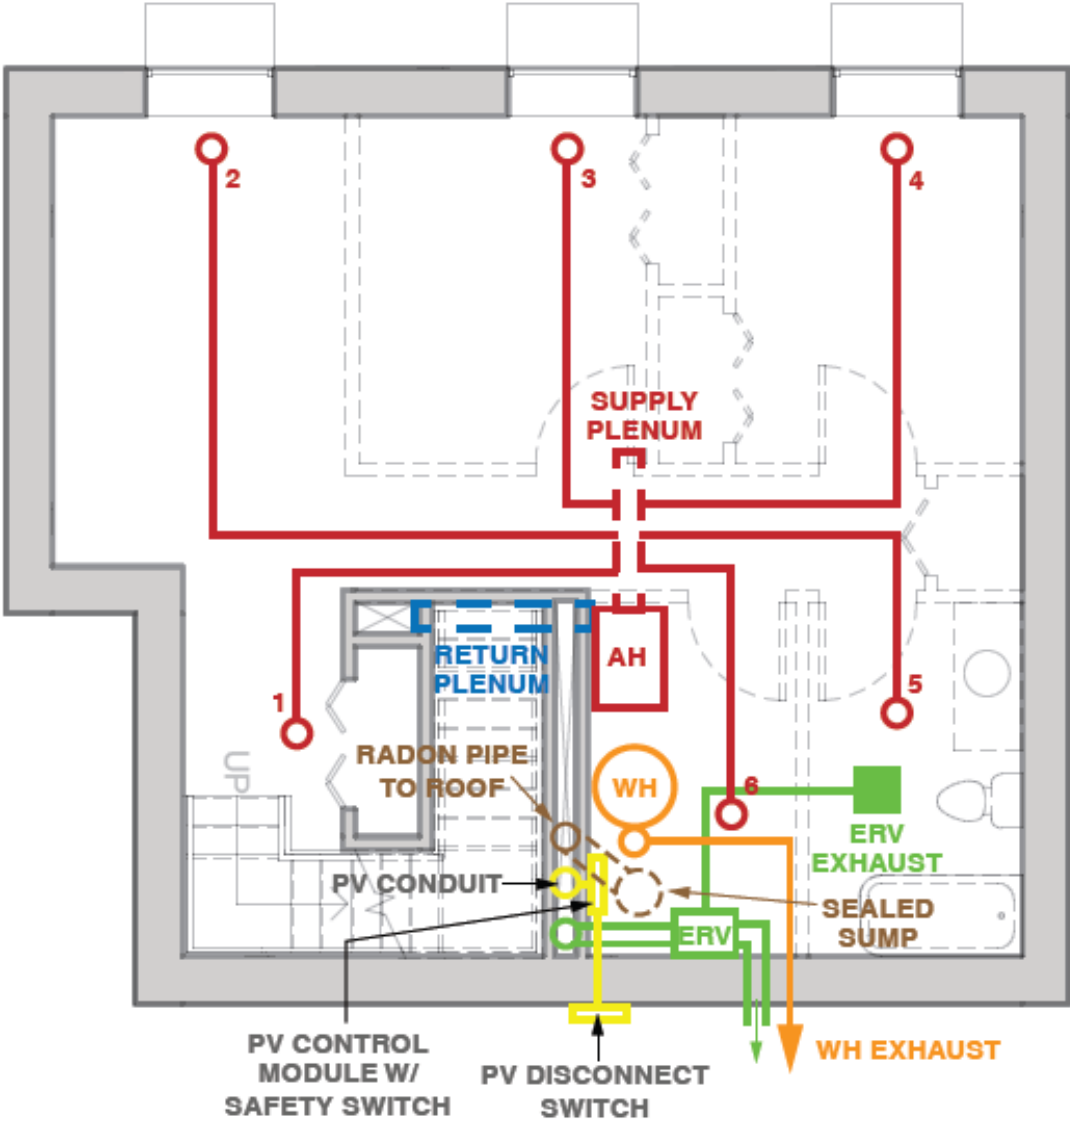 2
3
4
SUPPLY
PLENUM
RETURN
PLENUM
AH
1
5
UP
RADON PIPE
TO ROOF
WH
6
ERV
EXHAUST
PV CONDUIT
SEALED
SUMP
ERV
PV CONTROL
MODULE W/
SAFETY SWITCH
PV DISCONNECT
SWITCH
WH EXHAUST